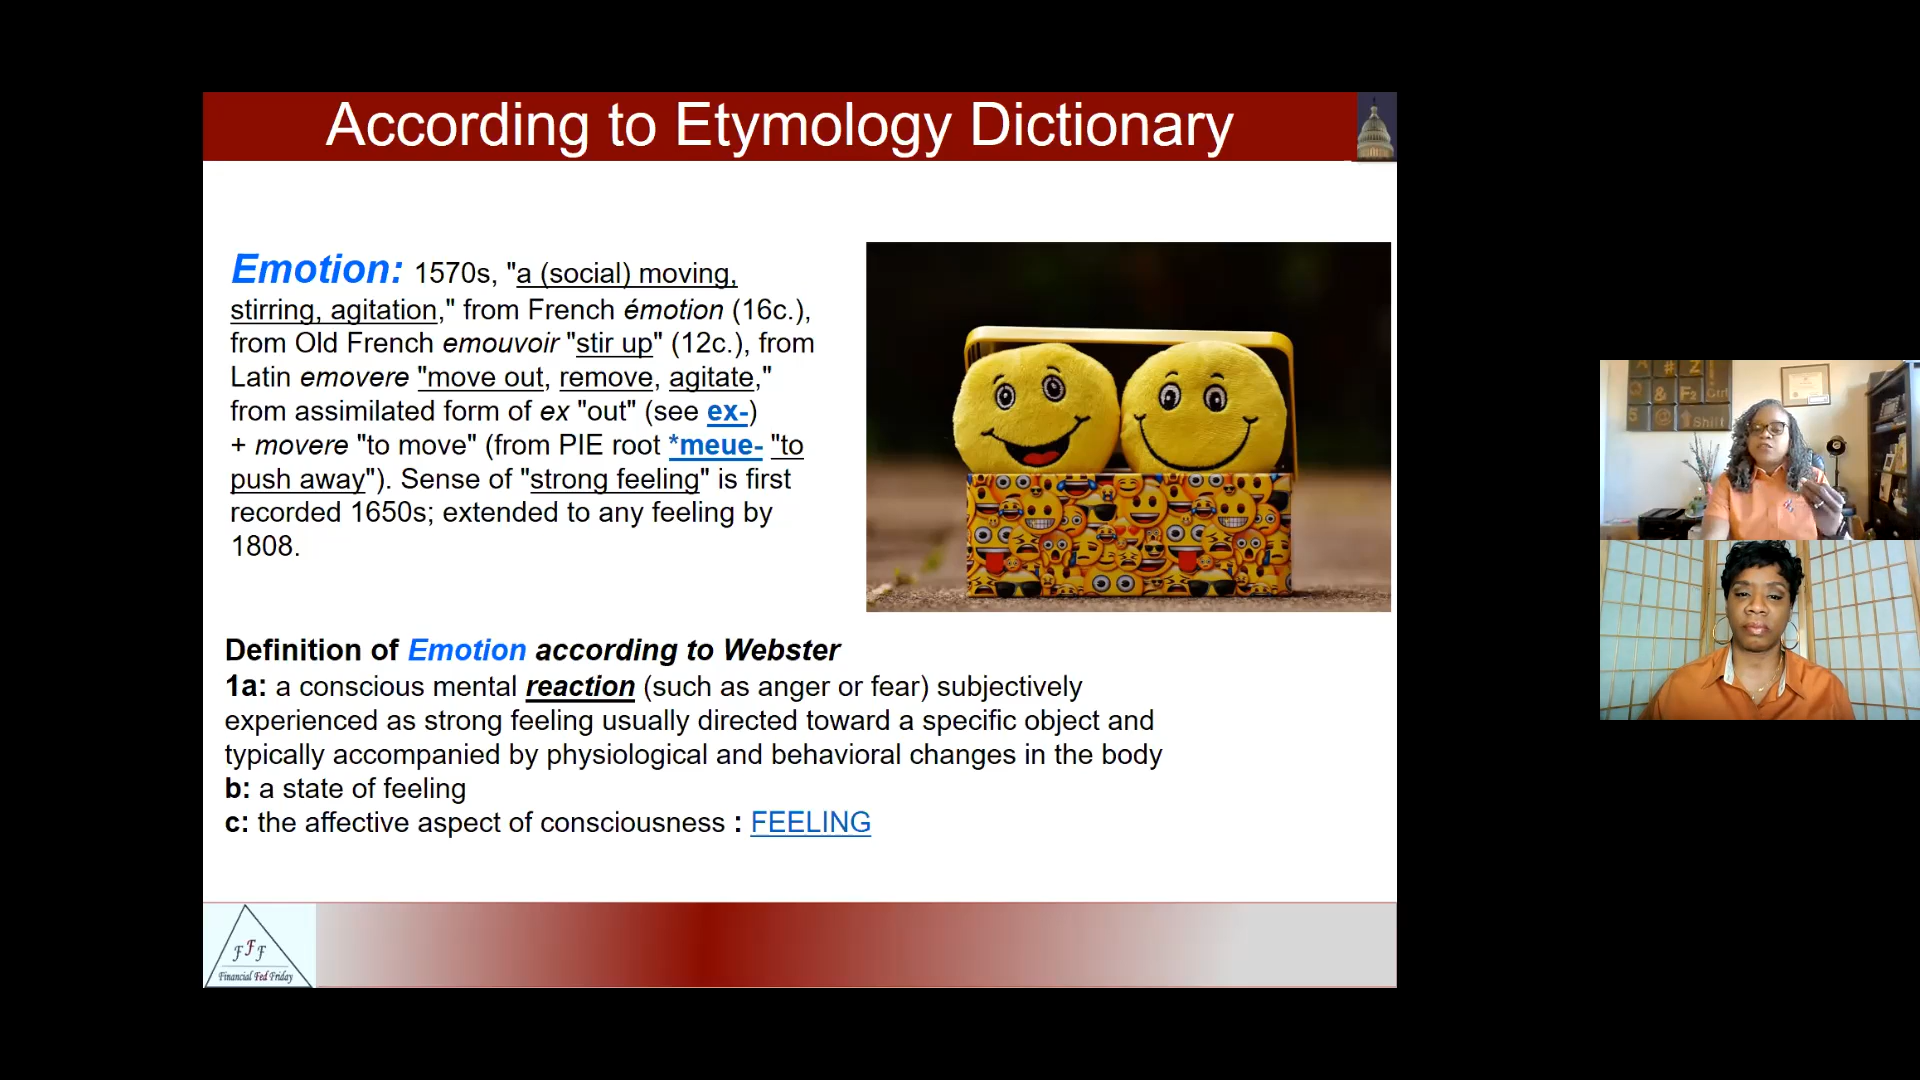 According to Etymology Dictionary
Emotion: 1570s, "a (social) moving,
stirring, agitation," from French émotion (16c.),
from Old French emouvoir "stir up" (12c.), from
Latin emovere "move out, remove, agitate,"
from assimilated form of ex "out" (see ex-)
+ movere "to move" (from PIE root *meue- "to
push away"). Sense of "strong feeling" is first
recorded 1650s; extended to any feeling by
1808.
Definition of Emotion according to Webster
1a: a conscious mental reaction (such as anger or fear) subjectively
experienced as strong feeling usually directed toward a specific object and
typically accompanied by physiological and behavioral changes in the body
b: a state of feeling
c: the affective aspect of consciousness : FEELING
F F F
Financial Fed Friday
A # Z !
Q & F2 Ctrl
5 @ Shift